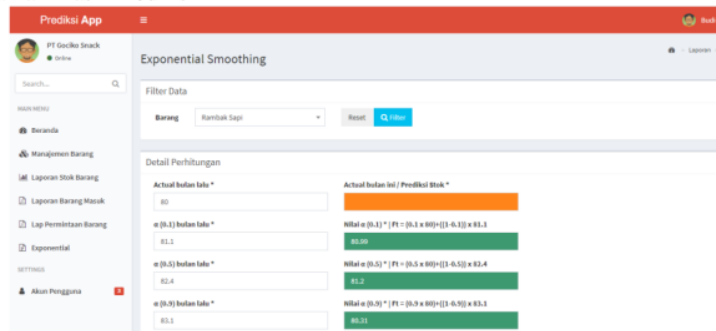 Prediksi App
Budi
PT Gociko Snack
Online
Laporan
Exponential Smoothing
Search...
Filter Data
MAIN MENU
Barang
Rambak Sapi
Reset
Filter
Beranda
Manajemen Barang
Detail Perhitungan
Laporan Stok Barang
Actual bulan lalu *
Actual bulan ini / Prediksi Stok *
Laporan Barang Masuk
80
Lap Permintaan Barang
α (0.1) bulan lalu *
Nilai α (0.1) * | Ft = (0.1 x 80)+((1-0.1)) x 81.1
Exponential
81.1
80.99
SETTINGS
α (0.5) bulan lalu *
Nilai α (0.5) * | Ft = (0.5 x 80)+((1-0.5)) x 82.4
Akun Pengguna
82.4
81.2
α (0.9) bulan lalu *
Nilai α (0.9) * | Ft = (0.9 x 80)+((1-0.9)) x 83.1
83.1
80.31